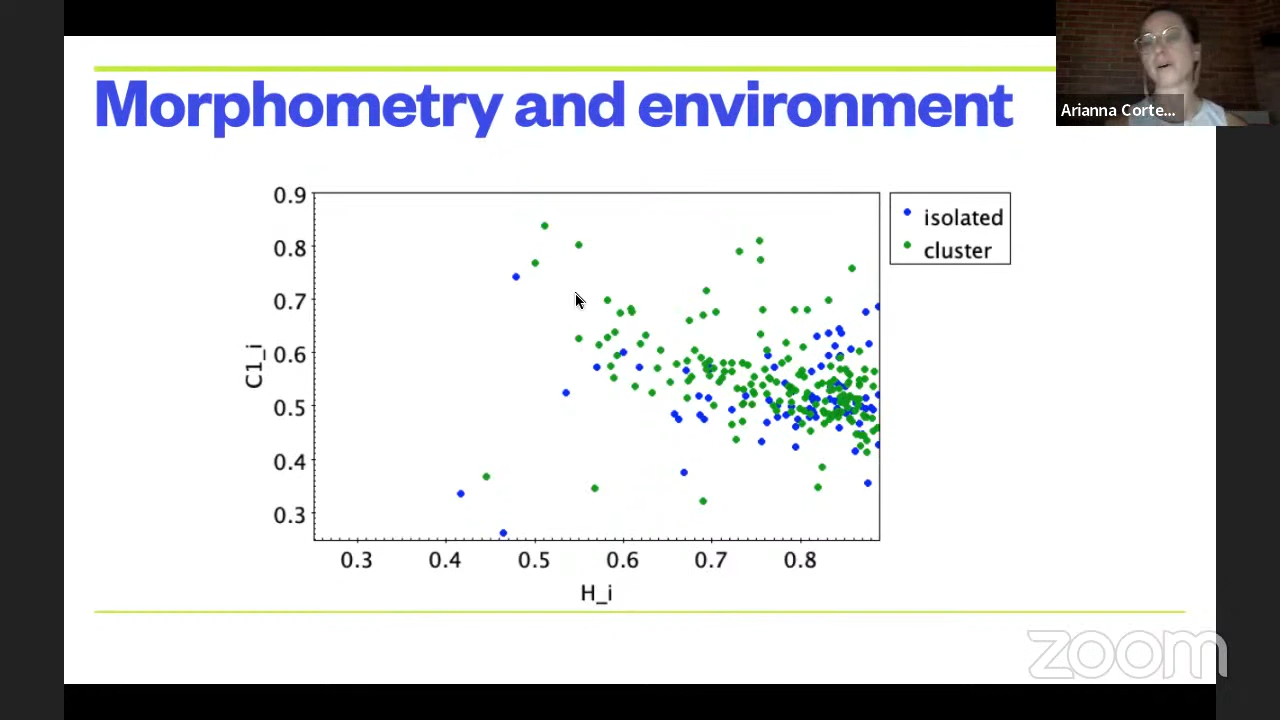 Morphometry and environment
Arianna Corte...
0.9
0.8
0.7
0.6
0.5
0.4
0.3
C1_i
0.3 0.4 0.5 0.6 0.7 0.8
H_i
isolated
cluster
zoom